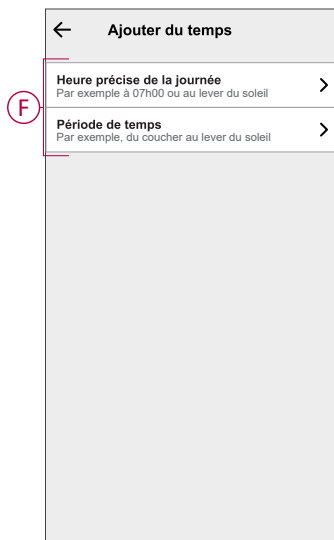 Ajouter du temps
Heure précise de la journée
Par exemple à 07h00 ou au lever du soleil
F
Période de temps
Par exemple, du coucher au lever du soleil